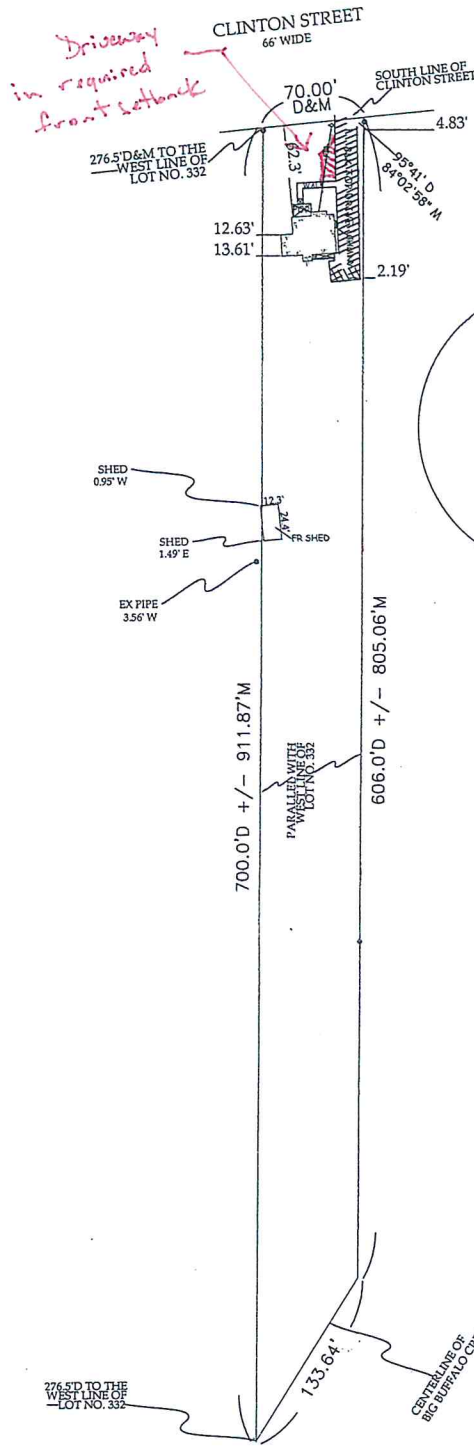 Driveway
in required
front setback
CLINTON STREET
66' WIDE
70.00'
D&M
SOUTH LINE OF
CLINTON STREET
4.83'
276.5'D&M TO THE
WEST LINE OF
LOT NO. 332
62.3'
95°41' D
84°02'58" M
WALK
12.63'
13.61'
2.19'
SHED
0.95' W
12.3'
24.4'
FR SHED
SHED
1.49' E
EX PIPE
3.56' W
700.0'D +/- 911.87'M
PARALLED WITH
WEST LINE OF
LOT NO. 332
606.0'D +/- 805.06'M
133.64'
CENTERLINE OF
BIG BUFFALO
276.5'D TO THE
WEST LINE OF
LOT NO. 332